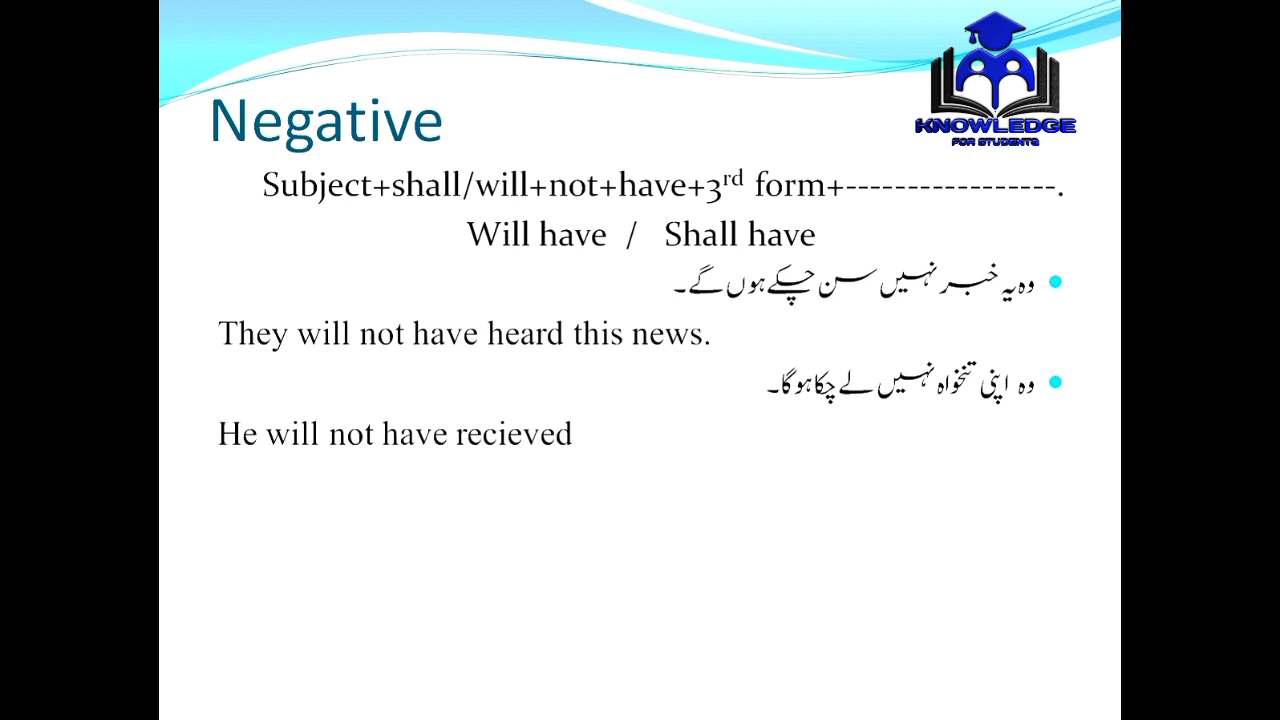 KNOWLEDGE
FOR STUDENTS
Negative
Subject+shall/will+not+have+3rd form+-----------------.
Will have / Shall have
• وہ یہ خبر نہیں سن چکے ہوں گے۔
They will not have heard this news.
• وہ اپنی تنخواہ نہیں لے چکا ہو گا۔
He will not have recieved